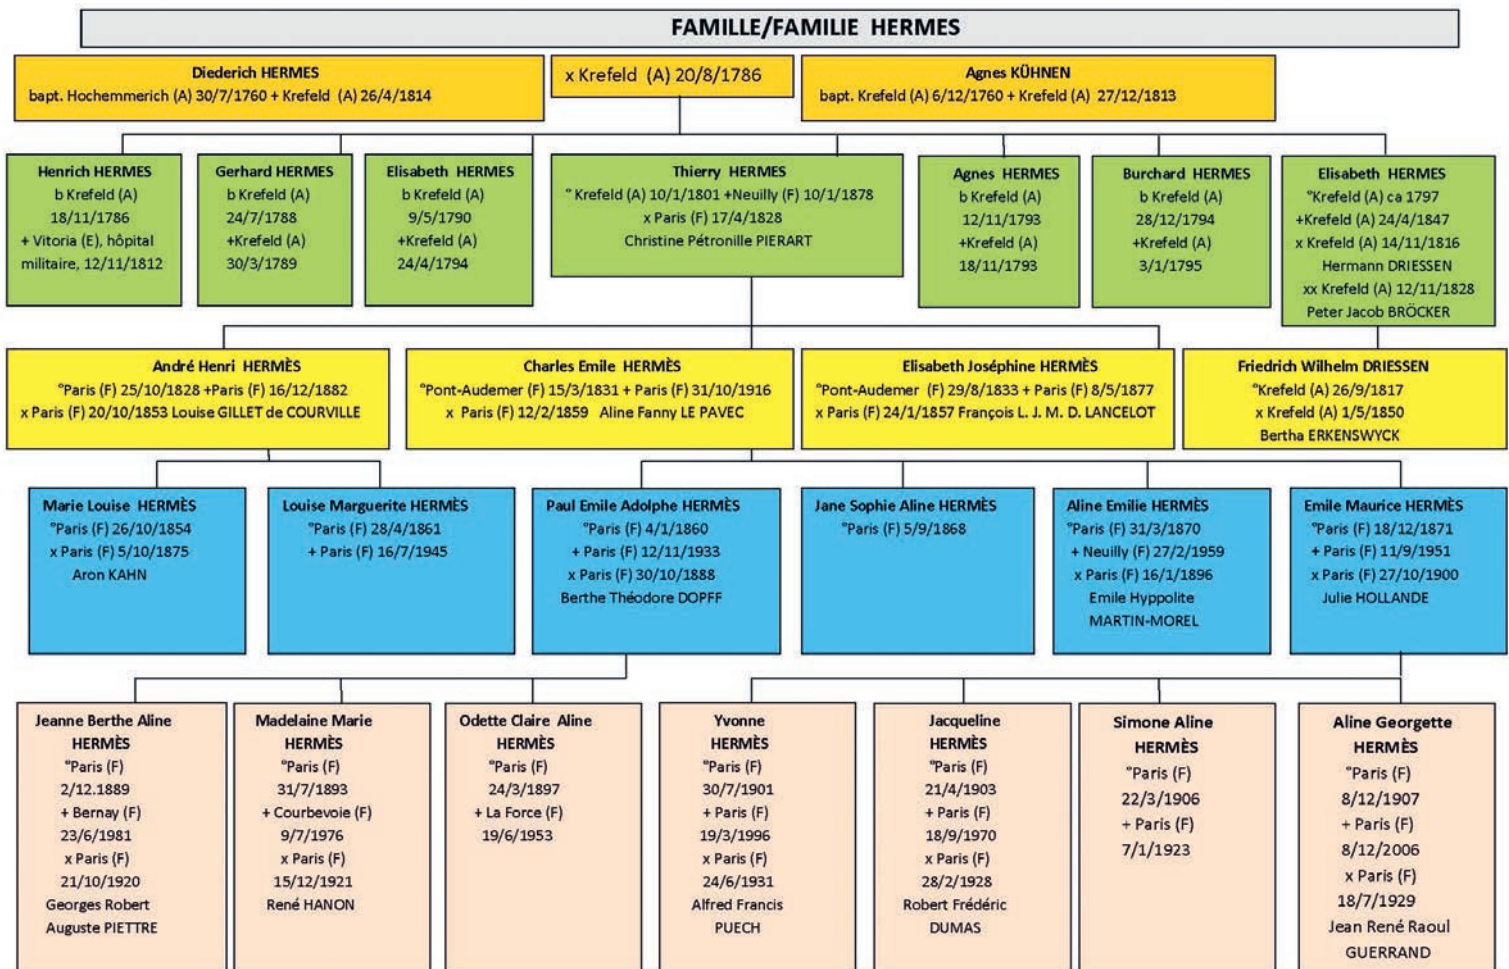 FAMILLE/FAMILIE HERMES
Diederich HERMES
bapt. Hochemmerich (A) 30/7/1760 + Krefeld (A) 26/4/1814
x Krefeld (A) 20/8/1786
Agnes KÜHNEN
bapt. Krefeld (A) 6/12/1760 + Krefeld (A) 27/12/1813
Henrich HERMES
b Krefeld (A)
18/11/1786
+ Vitoria (E), hôpital
militaire, 12/11/1812
Gerhard HERMES
b Krefeld (A)
24/7/1788
+Krefeld (A)
30/3/1789
Elisabeth HERMES
b Krefeld (A)
9/5/1790
+Krefeld (A)
24/4/1794
Thierry HERMES
° Krefeld (A) 10/1/1801 +Neuilly (F) 10/1/1878
x Paris (F) 17/4/1828
Christine Pétronille PIERART
Agnes HERMES
b Krefeld (A)
12/11/1793
+Krefeld (A)
18/11/1793
Burchard HERMES
b Krefeld (A)
28/12/1794
+Krefeld (A)
3/1/1795
Elisabeth HERMES
°Krefeld (A) ca 1797
+Krefeld (A) 24/4/1847
x Krefeld (A) 14/11/1816
Hermann DRIESSEN
xx Krefeld (A) 12/11/1828
Peter Jacob BRÖCKER
André Henri HERMÈS
°Paris (F) 25/10/1828 +Paris (F) 16/12/1882
x Paris (F) 20/10/1853 Louise GILLET de COURVILLE
Charles Emile HERMÈS
°Pont-Audemer (F) 15/3/1831 + Paris (F) 31/10/1916
x Paris (F) 12/2/1859 Aline Fanny LE PAVEC
Elisabeth Joséphine HERMÈS
°Pont-Audemer (F) 29/8/1833 + Paris (F) 8/5/1877
x Paris (F) 24/1/1857 François L. J. M. D. LANCELOT
Friedrich Wilhelm DRIESSEN
°Krefeld (A) 26/9/1817
x Krefeld (A) 1/5/1850
Bertha ERKENSWYCK
Marie Louise HERMÈS
°Paris (F) 26/10/1854
x Paris (F) 5/10/1875
Aron KAHN
Louise Marguerite HERMÈS
°Paris (F) 28/4/1861
+ Paris (F) 16/7/1945
Paul Emile Adolphe HERMÈS
°Paris (F) 4/1/1860
+ Paris (F) 12/11/1933
x Paris (F) 30/10/1888
Berthe Théodore DOPFF
Jane Sophie Aline HERMÈS
°Paris (F) 5/9/1868
Aline Emilie HERMÈS
°Paris (F) 31/3/1870
+ Neuilly (F) 27/2/1959
x Paris (F) 16/1/1896
Emile Hyppolite
MARTIN-MOREL
Emile Maurice HERMÈS
°Paris (F) 18/12/1871
+ Paris (F) 11/9/1951
x Paris (F) 27/10/1900
Julie HOLLANDE
Jeanne Berthe Aline
HERMÈS
°Paris (F)
2/12.1889
+ Bernay (F)
23/6/1981
x Paris (F)
21/10/1920
Georges Robert
Auguste PIETTRE
Madelaine Marie
HERMÈS
°Paris (F)
31/7/1893
+ Courbevoie (F)
9/7/1976
x Paris (F)
15/12/1921
René HANON
Odette Claire Aline
HERMÈS
°Paris (F)
24/3/1897
+ La Force (F)
19/6/1953
Yvonne
HERMÈS
°Paris (F)
30/7/1901
+ Paris (F)
19/3/1996
x Paris (F)
24/6/1931
Alfred Francis
PUECH
Jacqueline
HERMÈS
°Paris (F)
21/4/1903
+ Paris (F)
18/9/1970
x Paris (F)
28/2/1928
Robert Frédéric
DUMAS
Simone Aline
HERMÈS
°Paris (F)
22/3/1906
+ Paris (F)
7/1/1923
Aline Georgette
HERMÈS
°Paris (F)
8/12/1907
+ Paris (F)
8/12/2006
x Paris (F)
18/7/1929
Jean René Raoul
GUERRAND